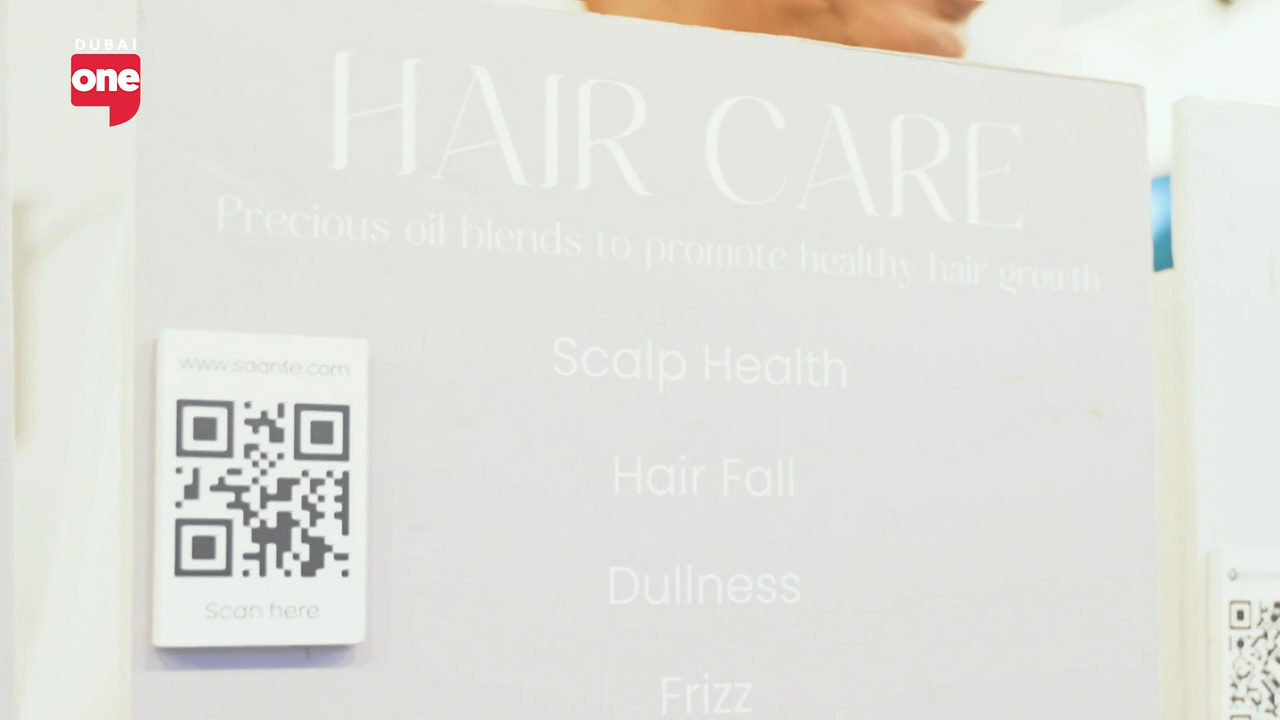 DUBAI
one
HAIR CARE
Precious oil blends to promote healthy hair growth
www.saante.com
Scan here
Scalp Health
Hair Fall
Dullness
Frizz